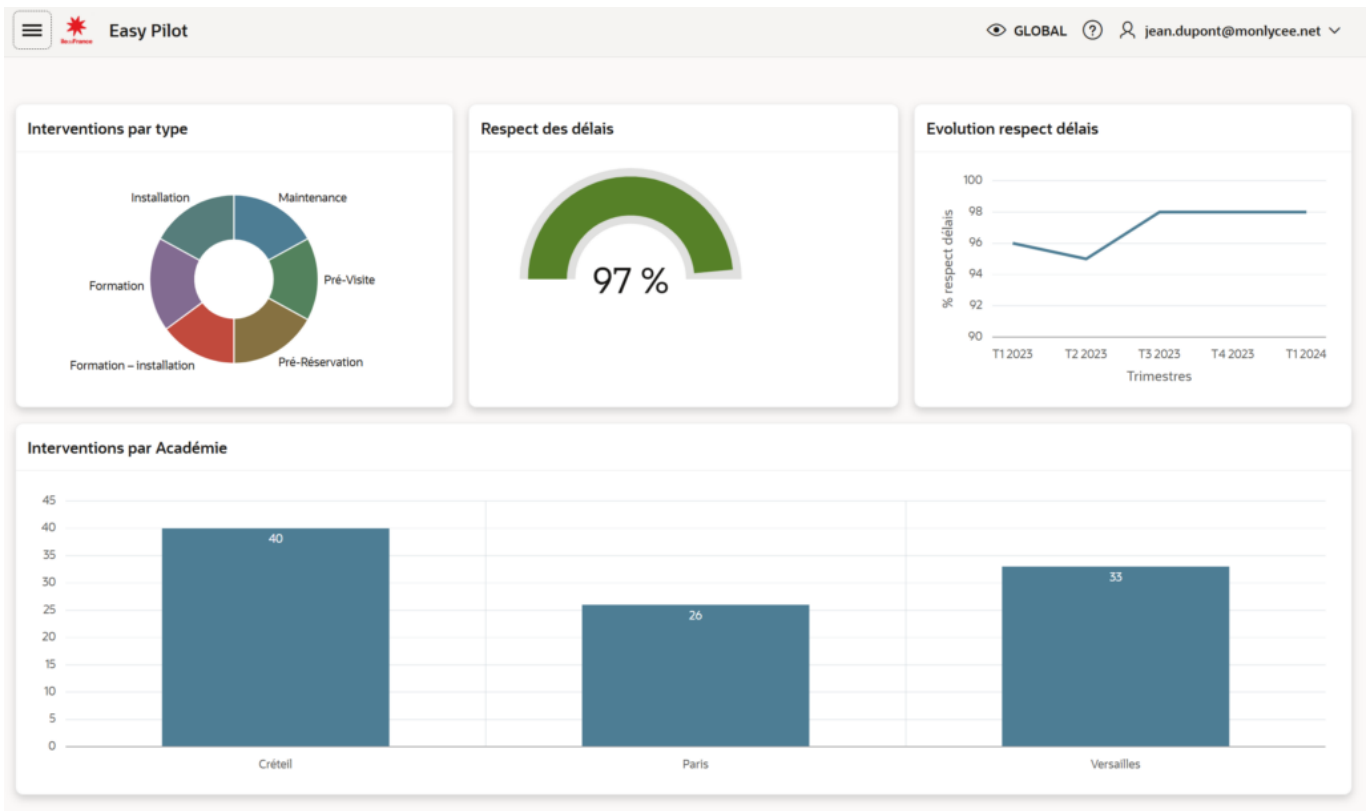 Easy Pilot
GLOBAL
jean.dupont@monlycee.net
Interventions par type
Installation
Maintenance
Formation
Pré-Visite
Formation – installation
Pré-Réservation
Respect des délais
97 %
Evolution respect délais
% respect délais
100
98
96
94
92
90
T1 2023 T2 2023 T3 2023 T4 2023 T1 2024
Trimestres
Interventions par Académie
45
40
35
30
25
20
15
10
5
0
40
26
33
Créteil Paris Versailles